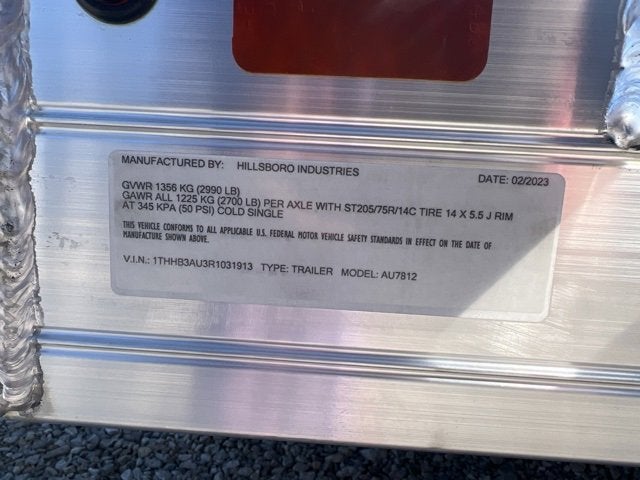 MANUFACTURED BY: HILLSBORO INDUSTRIES DATE: 02/2023
GVWR 1356 KG (2990 LB)
GAWR ALL 1225 KG (2700 LB) PER AXLE WITH ST205/75R/14C TIRE 14 X 5.5 J RIM
AT 345 KPA (50 PSI) COLD SINGLE
THIS VEHICLE CONFORMS TO ALL APPLICABLE U.S. FEDERAL MOTOR VEHICLE SAFETY STANDARDS IN EFFECT ON THE DATE OF
MANUFACTURE SHOWN ABOVE.
V.I.N.: 1THHB3AU3R1031913 TYPE: TRAILER MODEL: AU7812